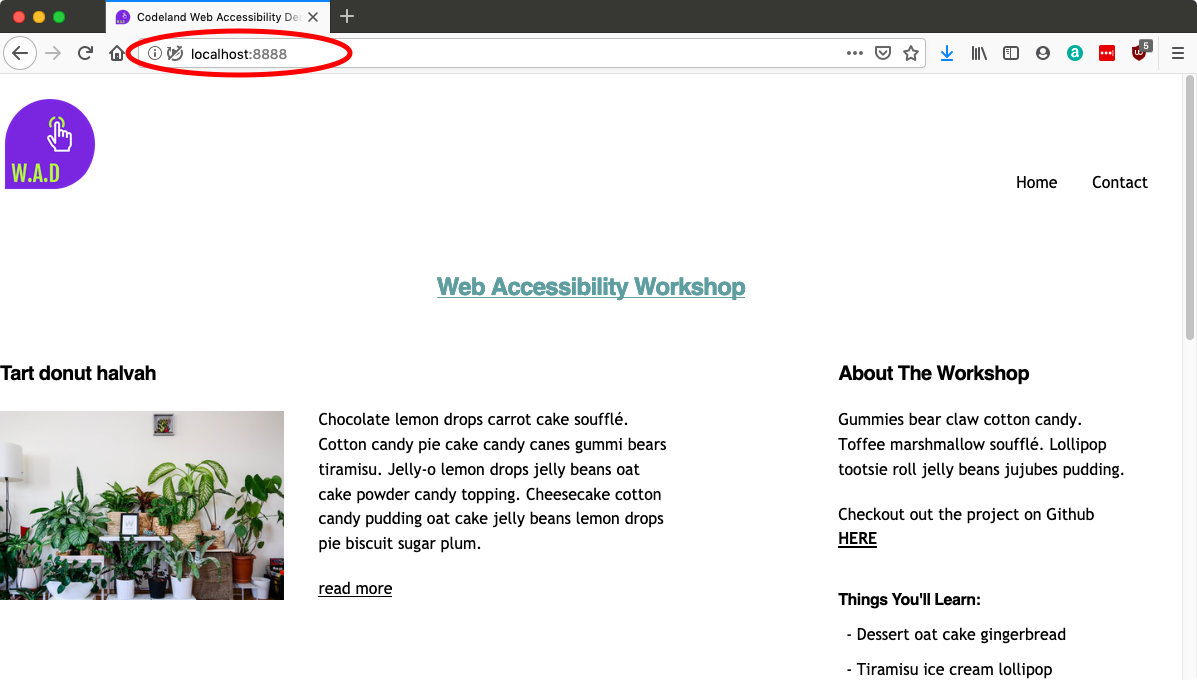 Codeland Web Accessibility De
localhost:8888
5
W.A.D
Home Contact
Web Accessibility Workshop
Tart donut halvah
Chocolate lemon drops carrot cake soufflé.
Cotton candy pie cake candy canes gummi bears
tiramisu. Jelly-o lemon drops jelly beans oat
cake powder candy topping. Cheesecake cotton
candy pudding oat cake jelly beans lemon drops
pie biscuit sugar plum.
read more
About The Workshop
Gummies bear claw cotton candy.
Toffee marshmallow soufflé. Lollipop
tootsie roll jelly beans jujubes pudding.
Checkout out the project on Github
HERE
Things You'll Learn:
- Dessert oat cake gingerbread
- Tiramisu ice cream lollipop